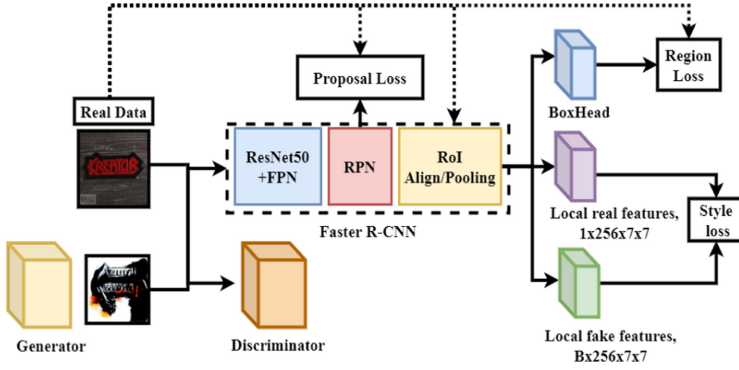 Real Data
KREATOR
Proposal Loss
ResNet50
+FPN
RPN
RoI
Align/Pooling
Faster R-CNN
BoxHead
Region
Loss
Local real features,
1x256x7x7
Style
loss
Local fake features,
Bx256x7x7
Generator
Discriminator